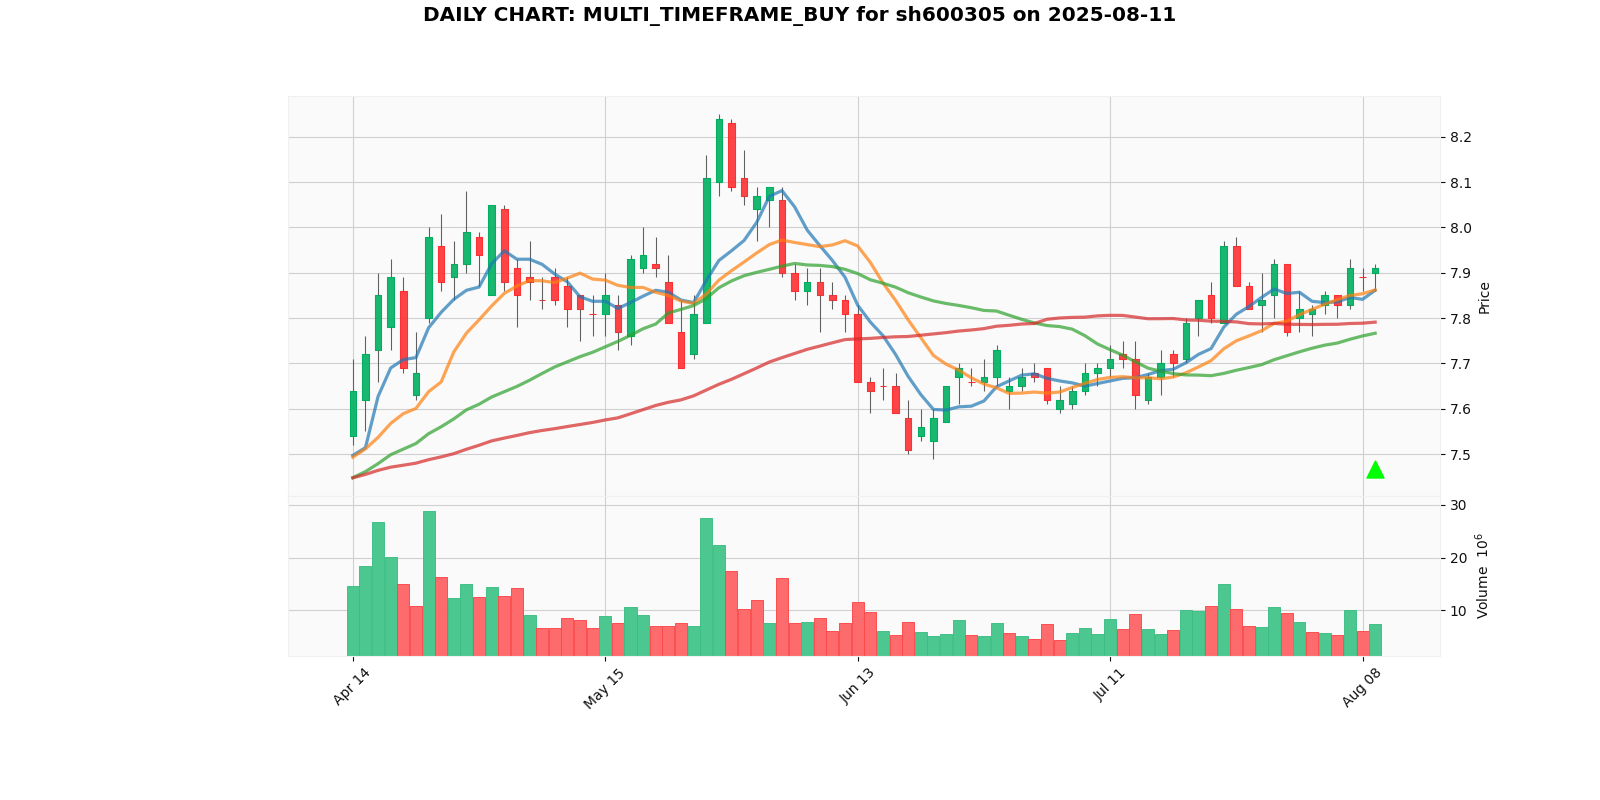 DAILY CHART: MULTI_TIMEFRAME_BUY for sh600305 on 2025-08-11
8.2
8.1
8.0
7.9
7.8
7.7
7.6
7.5
Price
30
20
10
Volume 10⁶
Apr 14
May 15
Jun 13
Jul 11
Aug 08